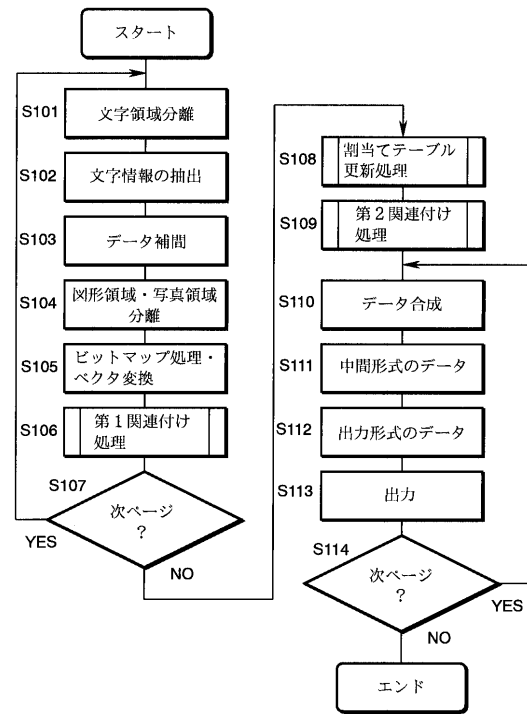 スタート
S101
文字領域分離
S102
文字情報の抽出
S103
データ補間
S104
図形領域・写真領域
分離
S105
ビットマップ処理・
ベクタ変換
S106
第1関連付け
処理
S107
次ページ
?
YES
NO
S108
割当てテーブル
更新処理
S109
第2関連付け
処理
S110
データ合成
S111
中間形式のデータ
S112
出力形式のデータ
S113
出力
S114
次ページ
?
YES
NO
エンド